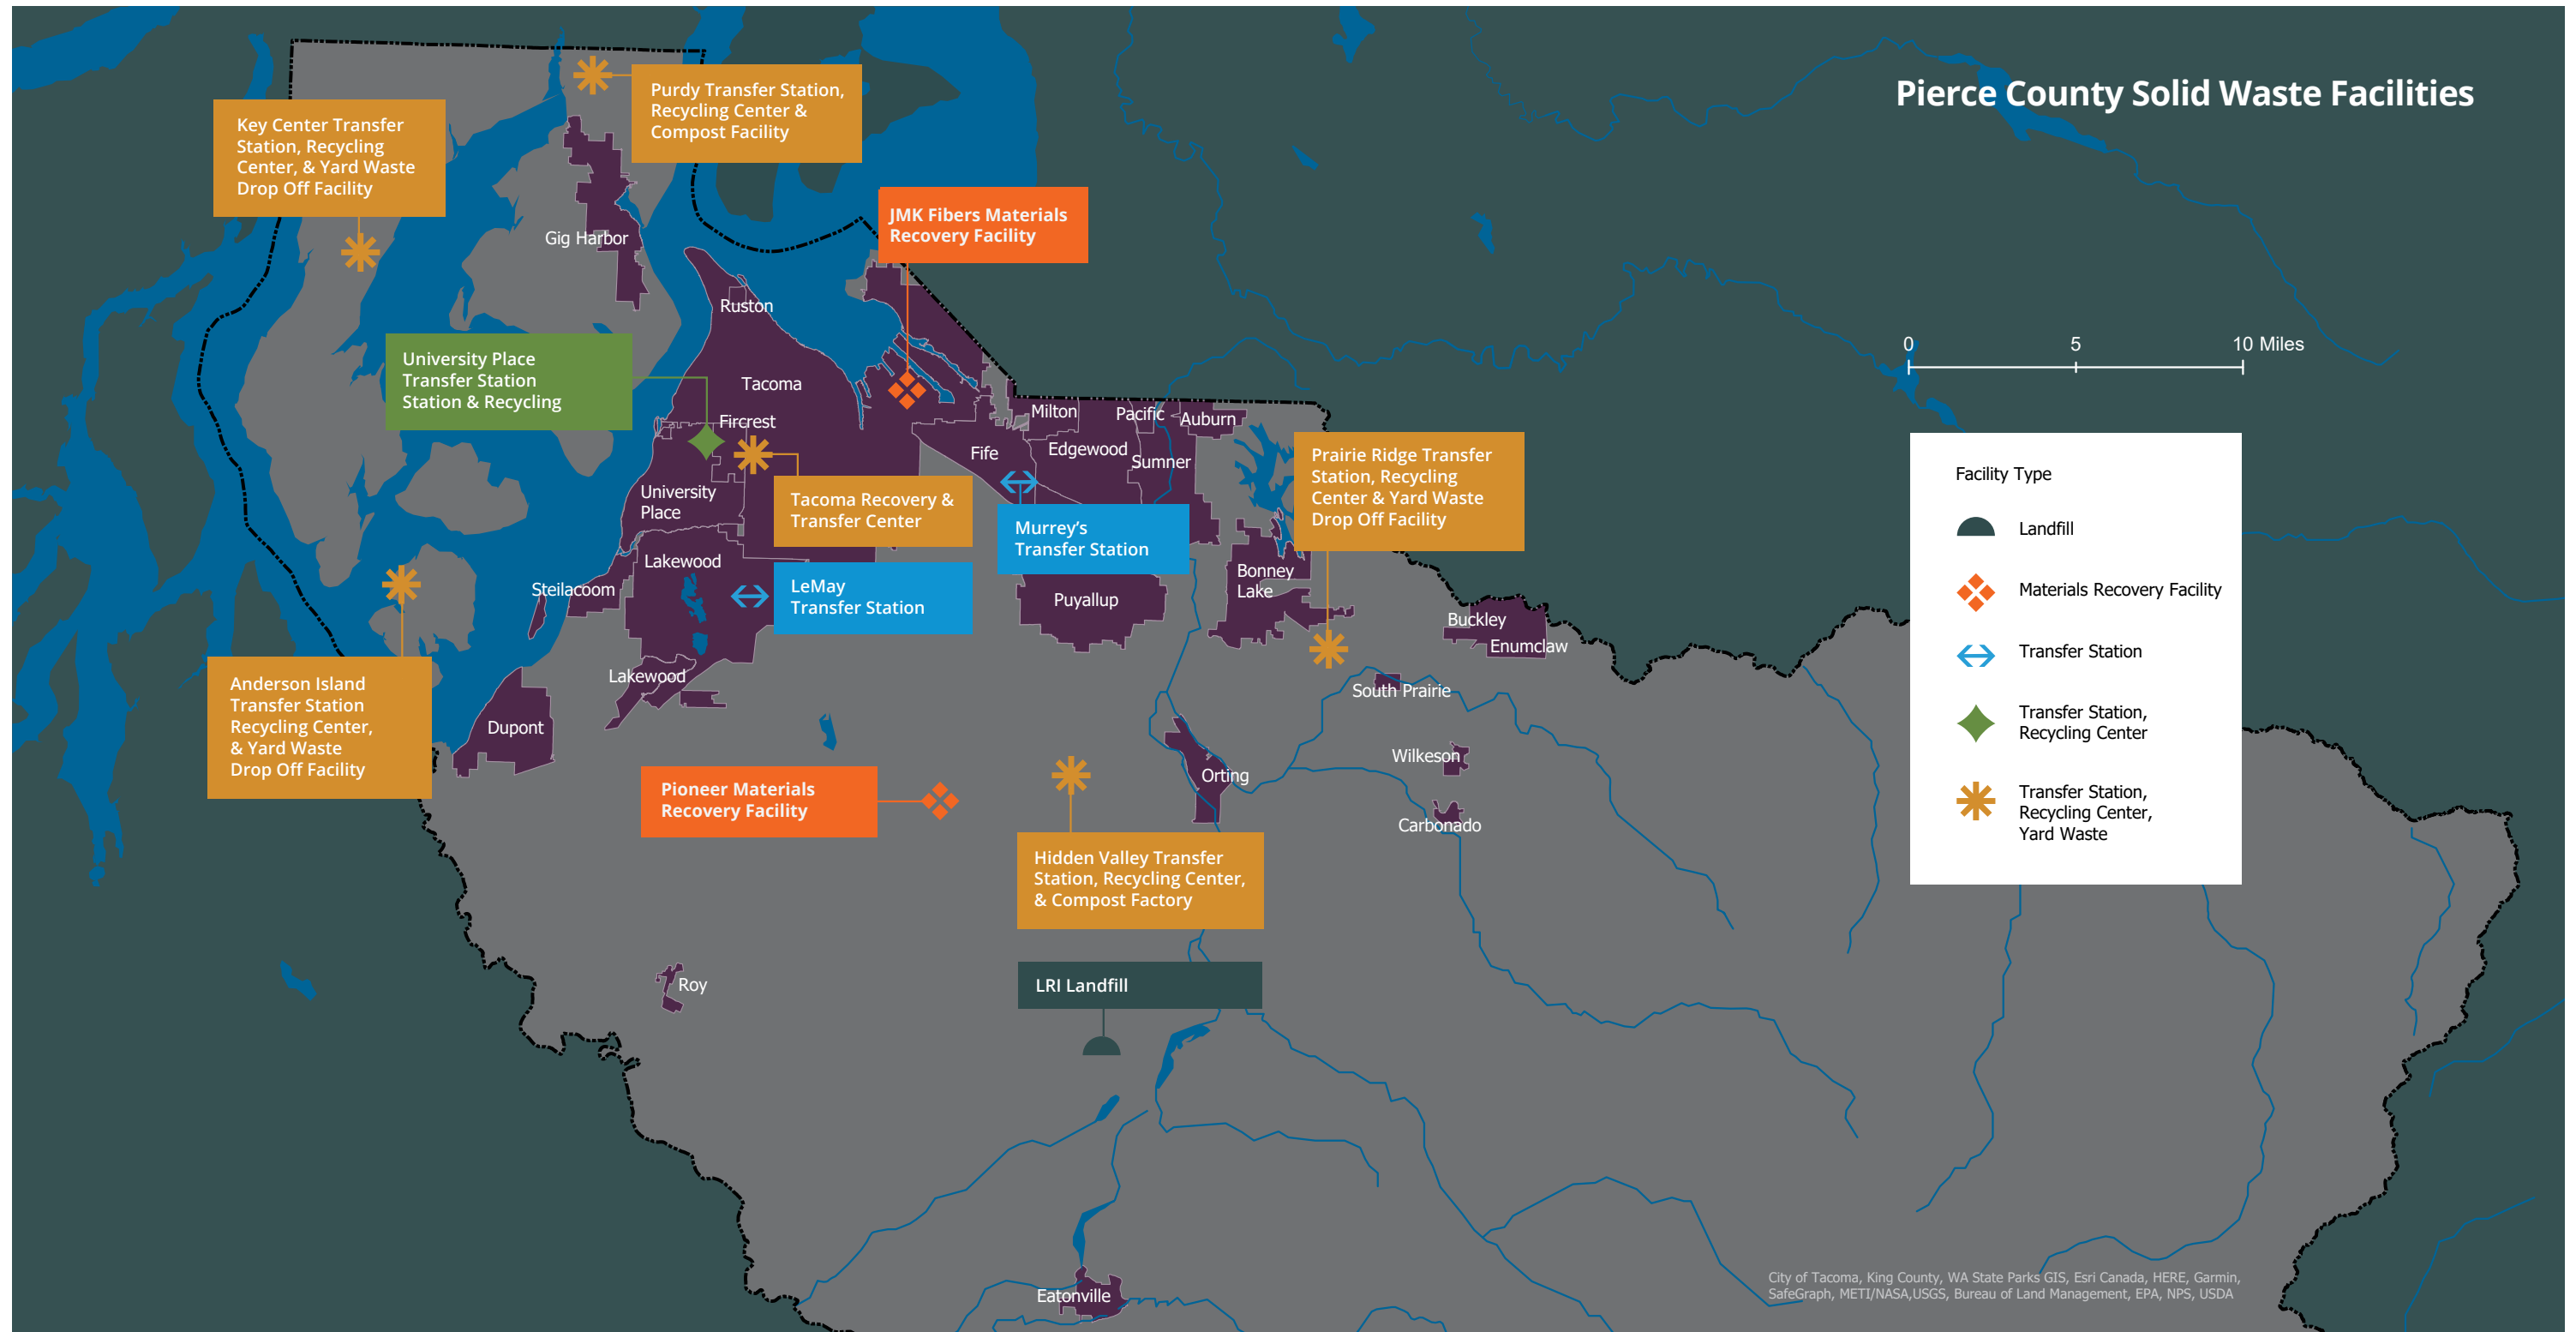 Pierce County Solid Waste Facilities
Purdy Transfer Station,
Recycling Center &
Compost Facility
Key Center Transfer
Station, Recycling
Center, & Yard Waste
Drop Off Facility
JMK Fibers Materials
Recovery Facility
Gig Harbor
Ruston
University Place
Transfer Station
Station & Recycling
Tacoma
Fircrest
0
5
10 Miles
Milton
Pacific
Auburn
Fife
Edgewood
Sumner
University
Place
Tacoma Recovery &
Transfer Center
Murrey’s
Transfer Station
Prairie Ridge Transfer
Station, Recycling
Center & Yard Waste
Drop Off Facility
Lakewood
Steilacoom
LeMay
Transfer Station
Puyallup
Bonney
Lake
Buckley
Enumclaw
Lakewood
South Prairie
Anderson Island
Transfer Station
Recycling Center,
& Yard Waste
Drop Off Facility
Dupont
Pioneer Materials
Recovery Facility
Orting
Wilkeson
Carbonado
Hidden Valley Transfer
Station, Recycling Center,
& Compost Factory
Roy
LRI Landfill
Eatonville
Facility Type
Landfill
Materials Recovery Facility
Transfer Station
Transfer Station,
Recycling Center
Transfer Station,
Recycling Center,
Yard Waste
City of Tacoma, King County, WA State Parks GIS, Esri Canada, HERE, Garmin,
SafeGraph, METI/NASA,USGS, Bureau of Land Management, EPA, NPS, USDA